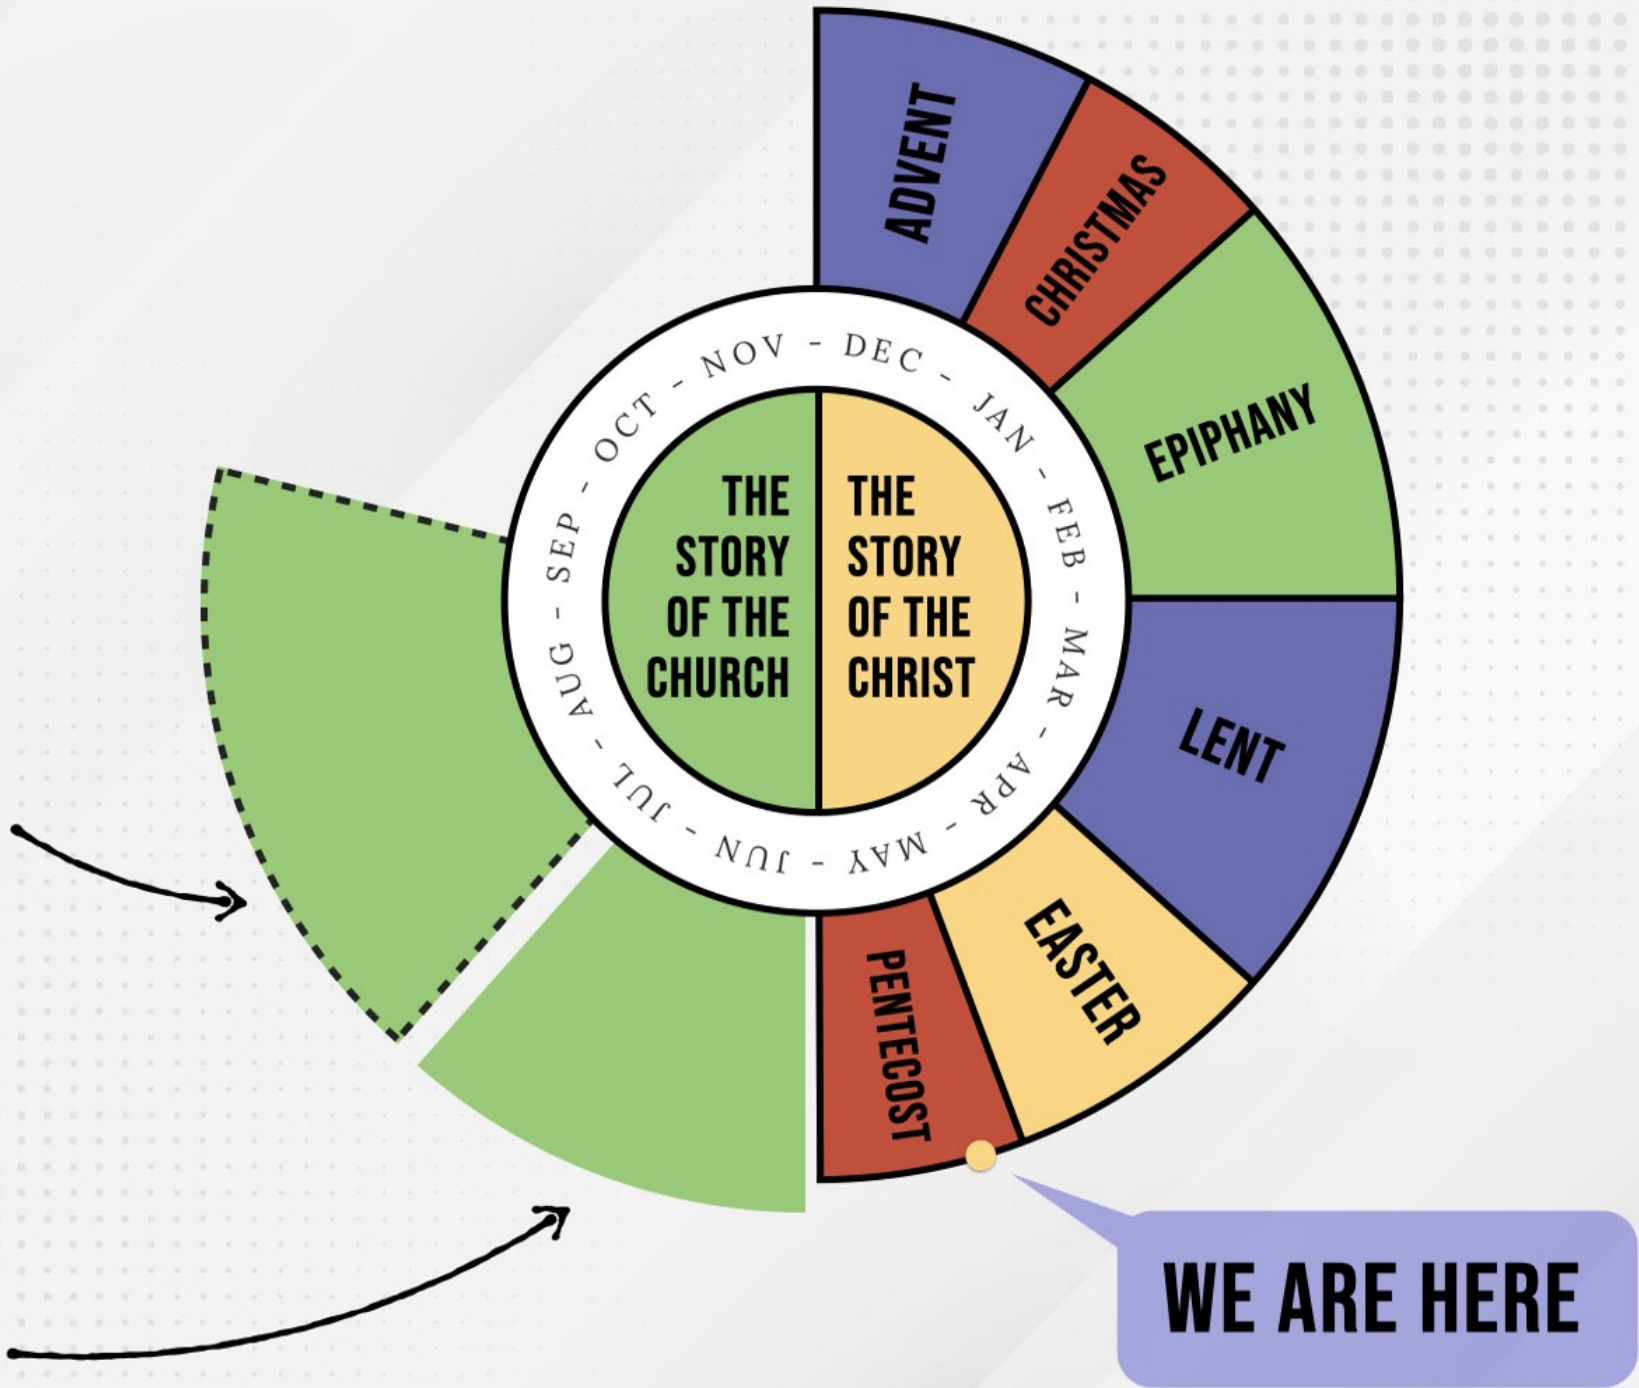 ADVENT
CHRISTMAS
EPIPHANY
LENT
EASTER
PENTECOST
DEC - JAN - FEB - MAR - APR - MAY - JUN - JUL - AUG - SEP - OCT - NOV -
THE
STORY
OF THE
CHURCH
THE
STORY
OF THE
CHRIST
WE ARE HERE